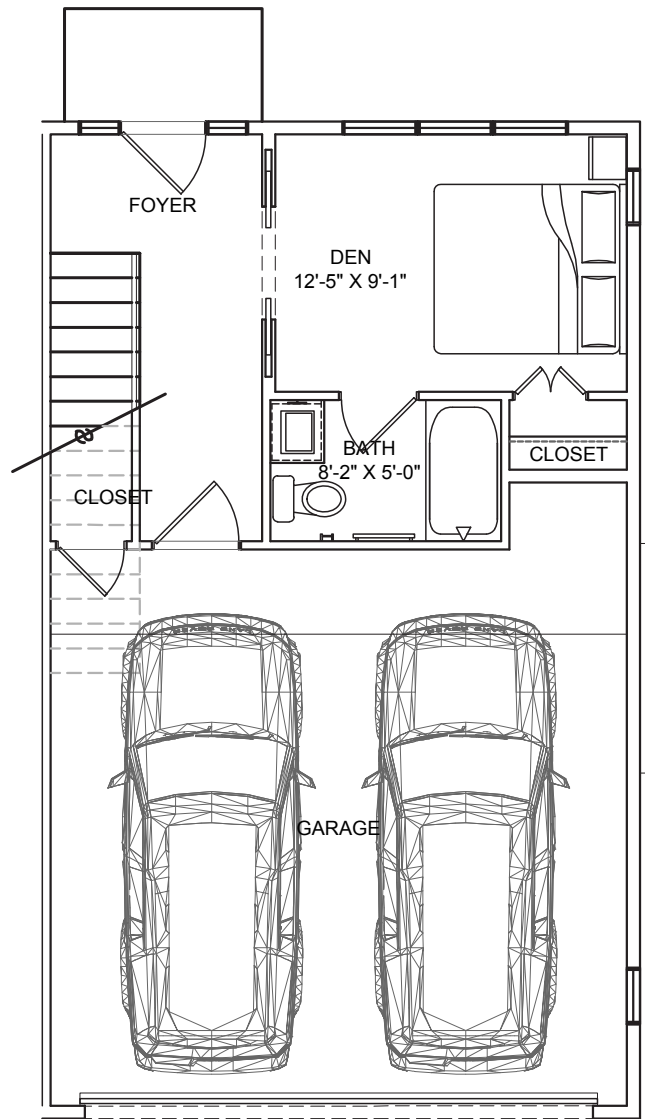 FOYER
DEN
12'-5" X 9'-1"
BATH
8'-2" X 5'-0"
CLOSET
CLOSET
GARAGE